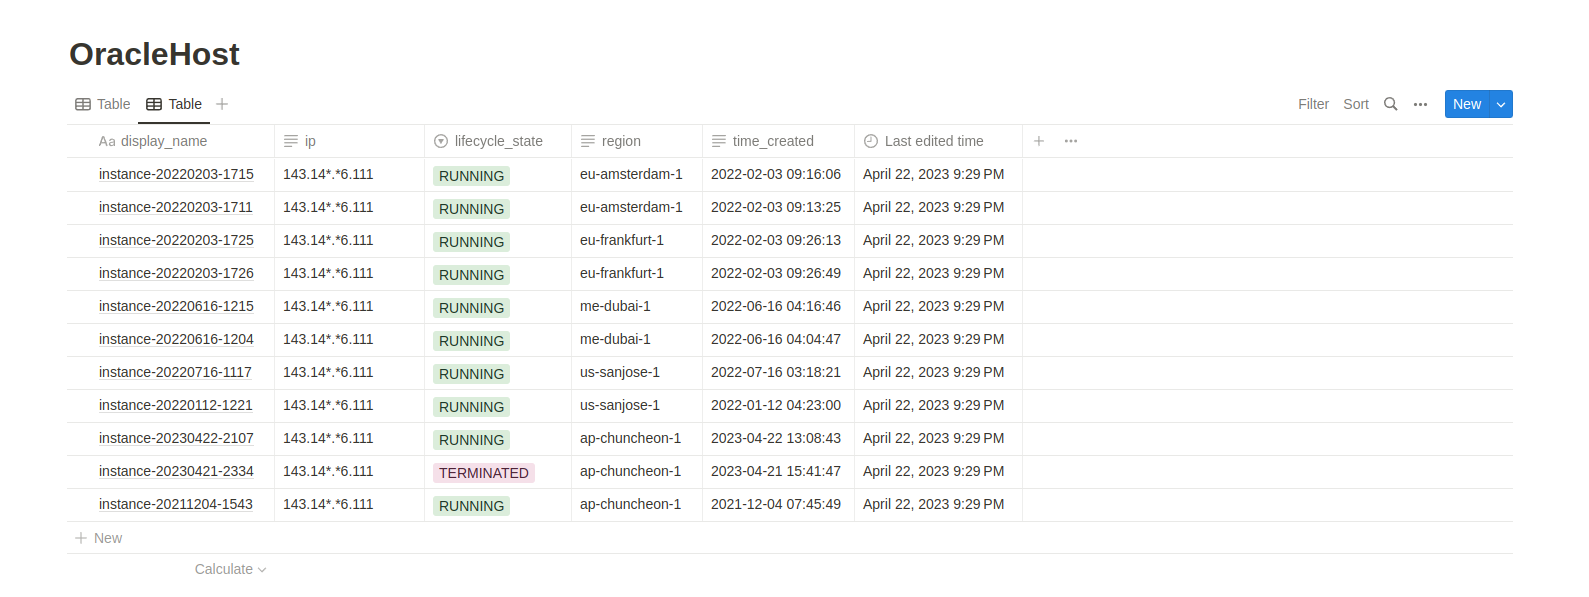 OracleHost
Table Table Filter Sort New
Aa display_name ip lifecycle_state region time_created Last edited time
instance-20220203-1715 143.14*.*6.111 RUNNING eu-amsterdam-1 2022-02-03 09:16:06 April 22, 2023 9:29 PM
instance-20220203-1711 143.14*.*6.111 RUNNING eu-amsterdam-1 2022-02-03 09:13:25 April 22, 2023 9:29 PM
instance-20220203-1725 143.14*.*6.111 RUNNING eu-frankfurt-1 2022-02-03 09:26:13 April 22, 2023 9:29 PM
instance-20220203-1726 143.14*.*6.111 RUNNING eu-frankfurt-1 2022-02-03 09:26:49 April 22, 2023 9:29 PM
instance-20220616-1215 143.14*.*6.111 RUNNING me-dubai-1 2022-06-16 04:16:46 April 22, 2023 9:29 PM
instance-20220616-1204 143.14*.*6.111 RUNNING me-dubai-1 2022-06-16 04:04:47 April 22, 2023 9:29 PM
instance-20220716-1117 143.14*.*6.111 RUNNING us-sanjose-1 2022-07-16 03:18:21 April 22, 2023 9:29 PM
instance-20220112-1221 143.14*.*6.111 RUNNING us-sanjose-1 2022-01-12 04:23:00 April 22, 2023 9:29 PM
instance-20230422-2107 143.14*.*6.111 RUNNING ap-chuncheon-1 2023-04-22 13:08:43 April 22, 2023 9:29 PM
instance-20230421-2334 143.14*.*6.111 TERMINATED ap-chuncheon-1 2023-04-21 15:41:47 April 22, 2023 9:29 PM
instance-20211204-1543 143.14*.*6.111 RUNNING ap-chuncheon-1 2021-12-04 07:45:49 April 22, 2023 9:29 PM
New
Calculate